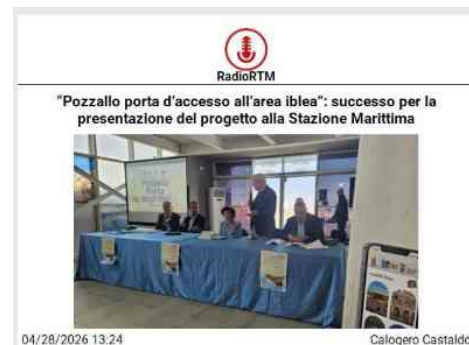 RadioRTM
“Pozzallo porta d'accesso all'area iblea”: successo per la
presentazione del progetto alla Stazione Marittima
04/28/2026 13:24
Calogero Castaldo